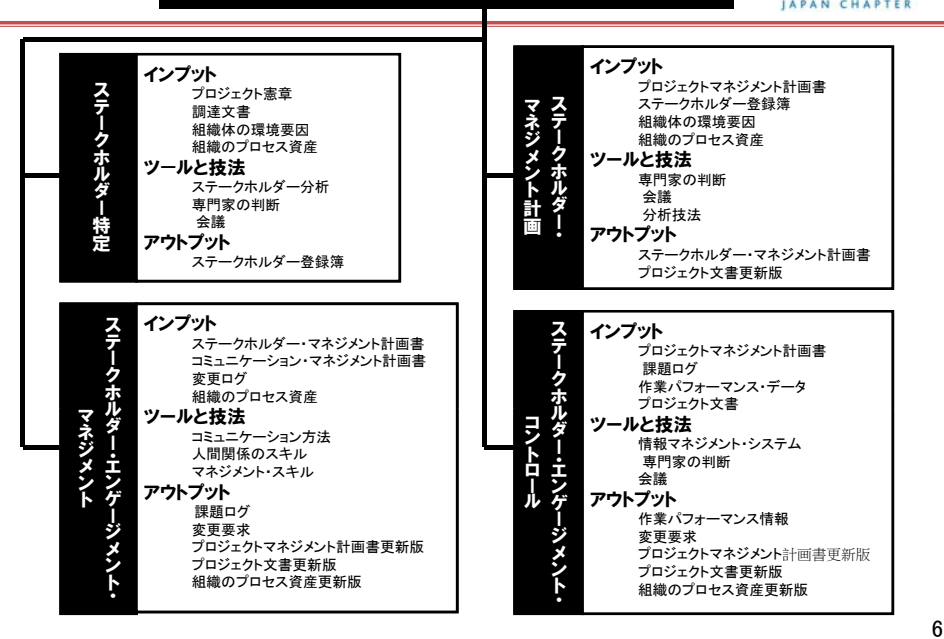 JAPAN CHAPTER
ステークホルダー特定
インプット
プロジェクト憲章
調達文書
組織体の環境要因
組織のプロセス資産
ツールと技法
ステークホルダー分析
専門家の判断
会議
アウトプット
ステークホルダー登録簿
ステークホルダー・
マネジメント計画
インプット
プロジェクトマネジメント計画書
ステークホルダー登録簿
組織体の環境要因
組織のプロセス資産
ツールと技法
専門家の判断
会議
分析技法
アウトプット
ステークホルダー・マネジメント計画書
プロジェクト文書更新版
ステークホルダー・エンゲージメント・
マネジメント
インプット
ステークホルダー・マネジメント計画書
コミュニケーション・マネジメント計画書
変更ログ
組織のプロセス資産
ツールと技法
コミュニケーション方法
人間関係のスキル
マネジメント・スキル
アウトプット
課題ログ
変更要求
プロジェクトマネジメント計画書更新版
プロジェクト文書更新版
組織のプロセス資産更新版
ステークホルダー・エンゲージメント・
コントロール
インプット
プロジェクトマネジメント計画書
課題ログ
作業パフォーマンス・データ
プロジェクト文書
ツールと技法
情報マネジメント・システム
専門家の判断
会議
アウトプット
作業パフォーマンス情報
変更要求
プロジェクトマネジメント計画書更新版
プロジェクト文書更新版
組織のプロセス資産更新版
6